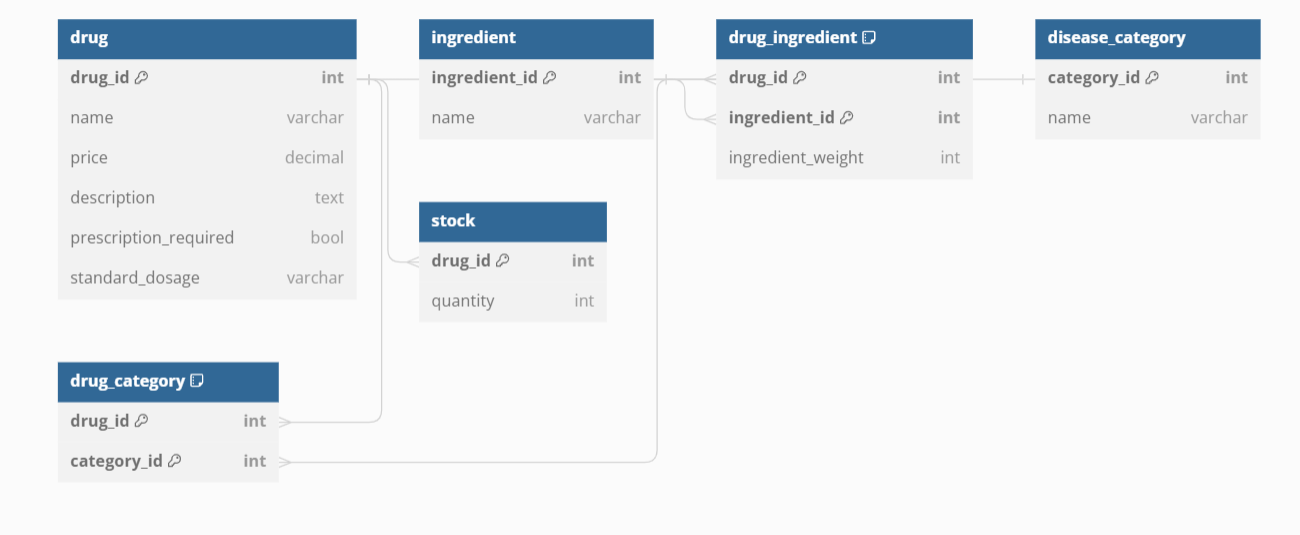 drug
drug_id int
name varchar
price decimal
description text
prescription_required bool
standard_dosage varchar
ingredient
ingredient_id int
name varchar
drug_ingredient
drug_id int
ingredient_id int
ingredient_weight int
disease_category
category_id int
name varchar
stock
drug_id int
quantity int
drug_category
drug_id int
category_id int